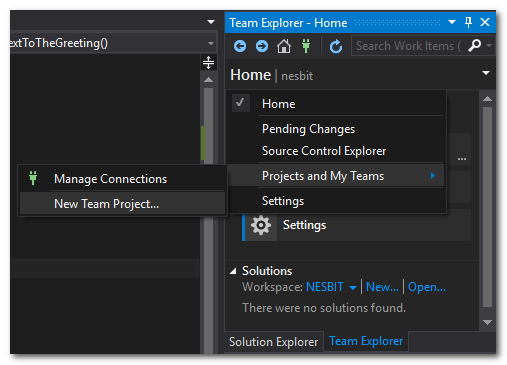 Team Explorer - Home
extToTheGreeting()
Search Work Items (
Home | nesbit
Home
Pending Changes
Source Control Explorer
...
Projects and My Teams
Manage Connections
New Team Project...
Settings
Settings
Solutions
Workspace: NESBIT | New... | Open...
There were no solutions found.
Solution Explorer Team Explorer